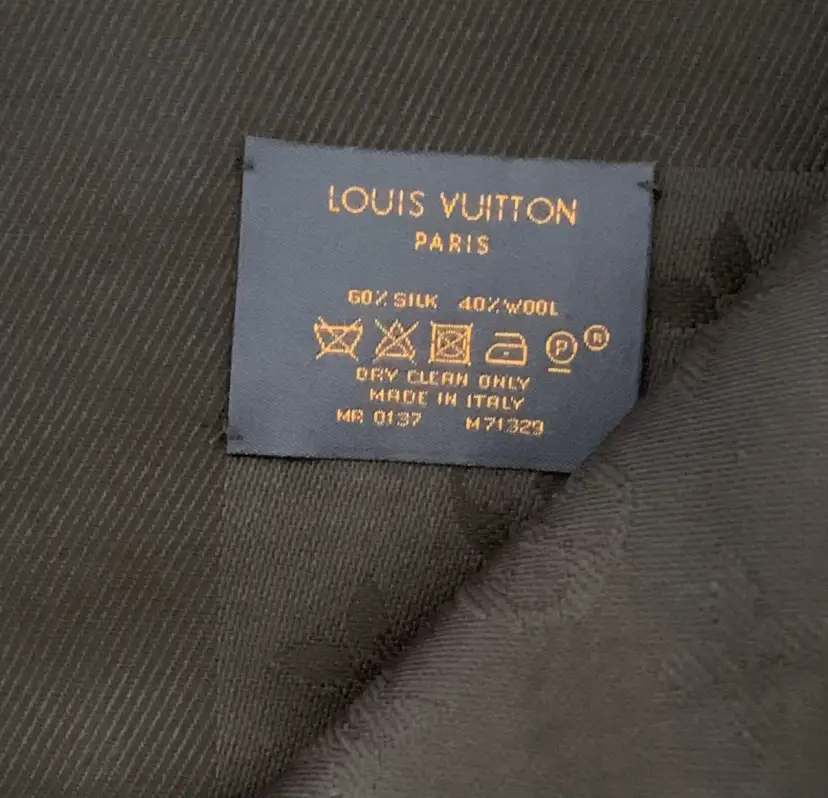 LOUIS VUITTON
PARIS
60% SILK 40% WOOL
P R
DRY CLEAN ONLY
MADE IN ITALY
MR 0137 M71329